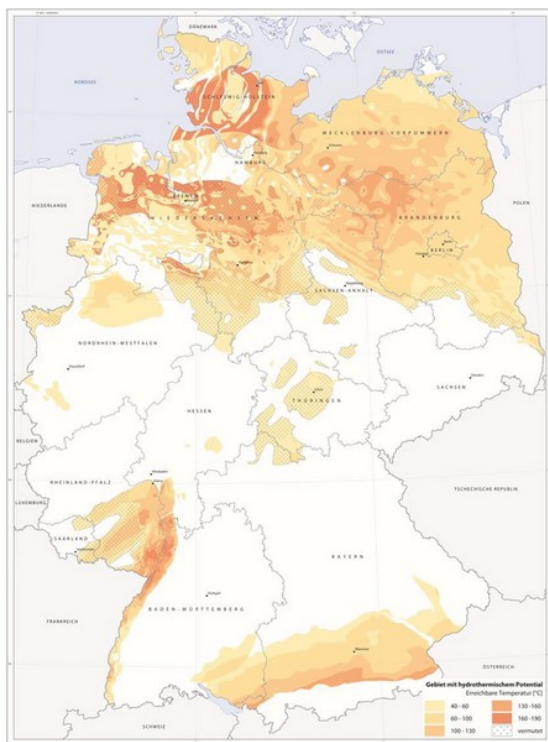 DÄNEMARK
NORDSEE
OSTSEE
SCHLESWIG-HOLSTEIN
MECKLENBURG-VORPOMMERN
HAMBURG
BREMEN
NIEDERLANDE
NIEDERSACHSEN
BRANDENBURG
POLEN
BERLIN
SACHSEN-ANHALT
NORDRHEIN-WESTFALEN
SACHSEN
THÜRINGEN
HESSEN
BELGIEN
RHEINLAND-PFALZ
TSCHECHISCHE REPUBLIK
LUXEMBURG
SAARLAND
BAYERN
BADEN-WÜRTTEMBERG
FRANKREICH
ÖSTERREICH
SCHWEIZ
Gebiet mit hydrothermischem Potential
Erreichbare Temperatur [°C]
40 - 60
60 - 100
100 - 130
130 - 160
160 - 190
vermutet